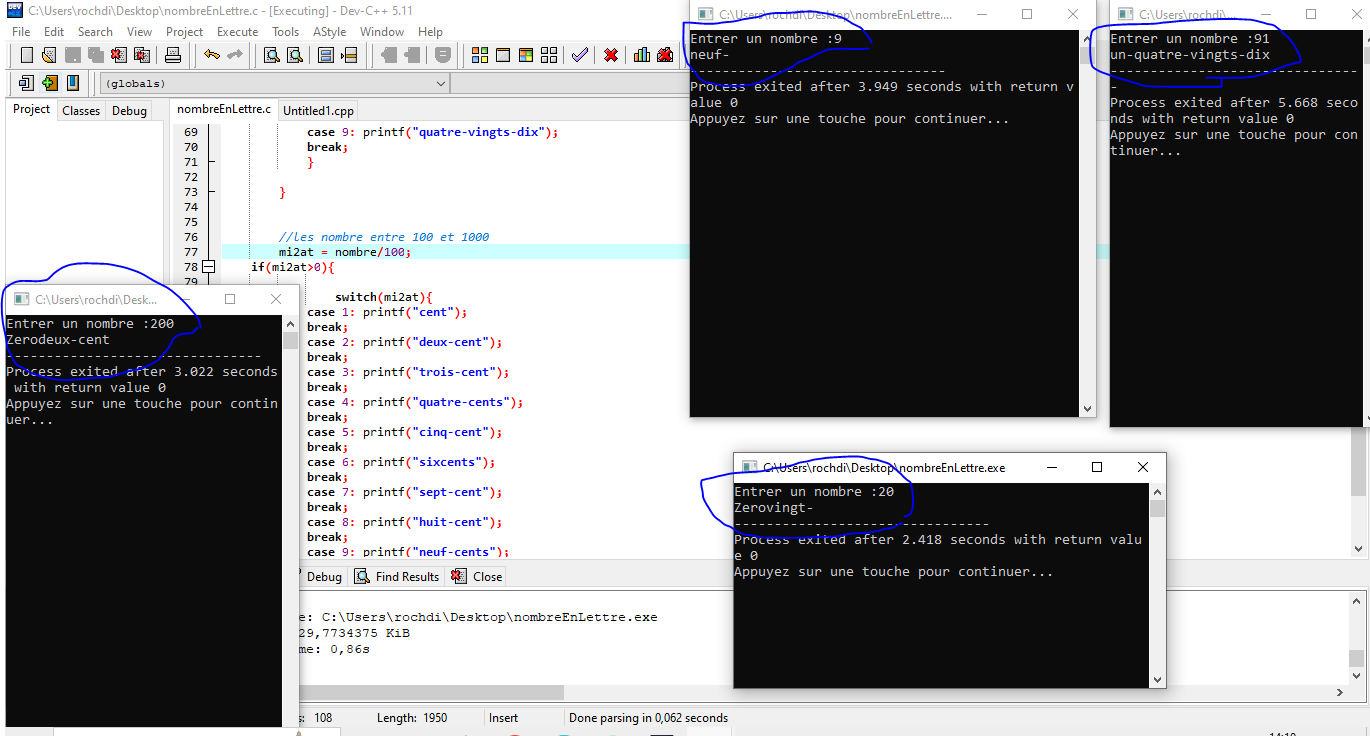 C:\Users\rochdi\Desktop\nombreEnLettre.c - [Executing] - Dev-C++ 5.11
File Edit Search View Project Execute Tools AStyle Window Help
(globals)
Project Classes Debug
nombreEnLettre.c Untitled1.cpp
69 case 9: printf("quatre-vingts-dix");
70 break;
71 }
72
73 }
74
75
76 //les nombre entre 100 et 1000
77 mi2at = nombre/100;
78 if(mi2at>0){
79
switch(mi2at){
case 1: printf("cent");
break;
case 2: printf("deux-cent");
break;
case 3: printf("trois-cent");
break;
case 4: printf("quatre-cents");
break;
case 5: printf("cinq-cent");
break;
case 6: printf("sixcents");
break;
case 7: printf("sept-cent");
break;
case 8: printf("huit-cent");
break;
case 9: printf("neuf-cents");
C:\Users\rochdi\Desktop\nombreEnLettre....
Entrer un nombre :9
neuf-
--------------------------------
Process exited after 3.949 seconds with return v
alue 0
Appuyez sur une touche pour continuer...
C:\Users\rochdi\
Entrer un nombre :91
un-quatre-vingts-dix
-------------------------------
-
Process exited after 5.668 seco
nds with return value 0
Appuyez sur une touche pour con
tinuer...
C:\Users\rochdi\Desk...
Entrer un nombre :200
Zerodeux-cent
--------------------------------
Process exited after 3.022 seconds
with return value 0
Appuyez sur une touche pour contin
uer...
C:\Users\rochdi\Desktop\nombreEnLettre.exe
Entrer un nombre :20
Zerovingt-
--------------------------------
Process exited after 2.418 seconds with return valu
e 0
Appuyez sur une touche pour continuer...
Debug Find Results Close
e: C:\Users\rochdi\Desktop\nombreEnLettre.exe
29,7734375 KiB
me: 0,86s
s: 108 Length: 1950 Insert Done parsing in 0,062 seconds